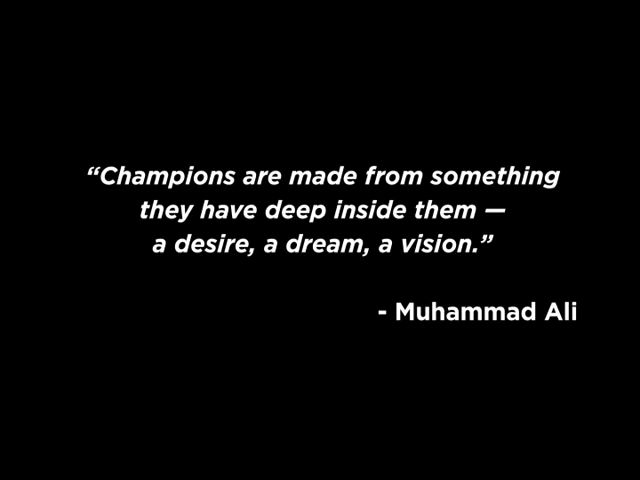 “Champions are made from something
they have deep inside them —
a desire, a dream, a vision.”
- Muhammad Ali